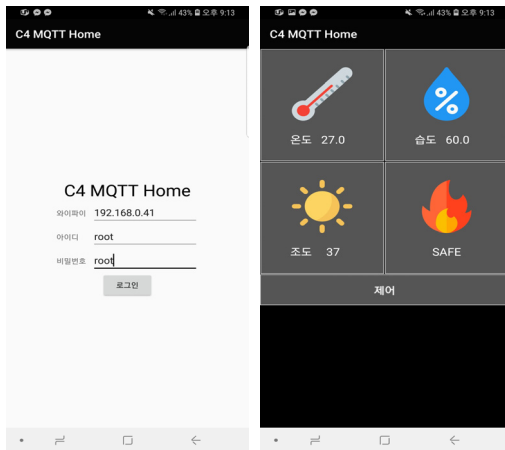 43% 오후 9:13
C4 MQTT Home
C4 MQTT Home
와이파이 192.168.0.41
아이디 root
비밀번호 root
로그인
43% 오후 9:13
C4 MQTT Home
온도 27.0
습도 60.0
조도 37
SAFE
제어